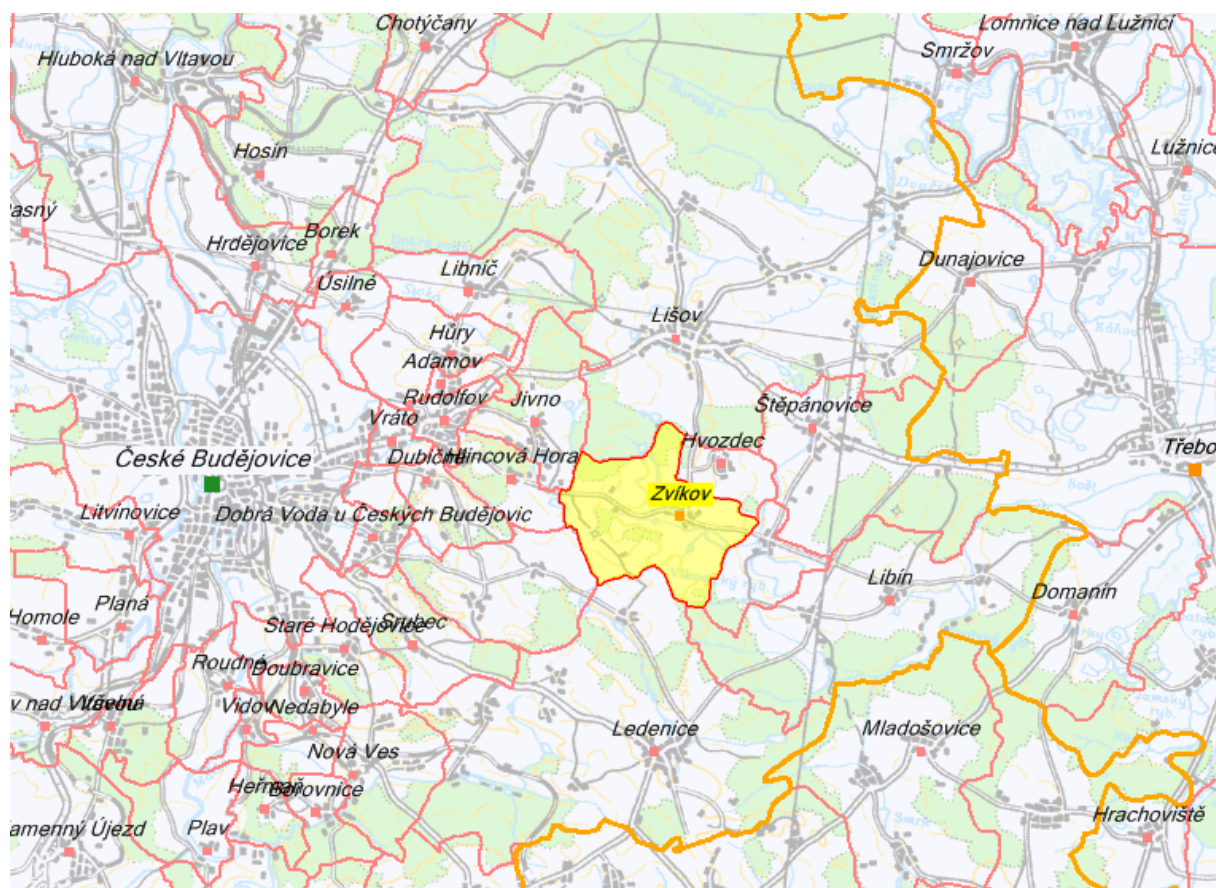 Chotýčany
Lomnice nad Lužnicí
Smržov
Hluboká nad Vltavou
Hosín
Lužnice
Borek
Hrdějovice
Dunajovice
Libníč
Úsilné
Lišov
Hůry
Adamov
Rudolfov
Jivno
Vráto
Štěpánovice
Hvozdec
Dubičné
Hlincová Hora
České Budějovice
Zvíkov
Litvínovice
Dobrá Voda u Českých Budějovic
Libín
Domanín
Homole
Planá
Staré Hodějovice
Srubec
Roudné
Doubravice
Vidov
Nedabyle
Ledenice
Mladošovice
Nová Ves
Heřmaň
Borovnice
Plav
Hrachoviště